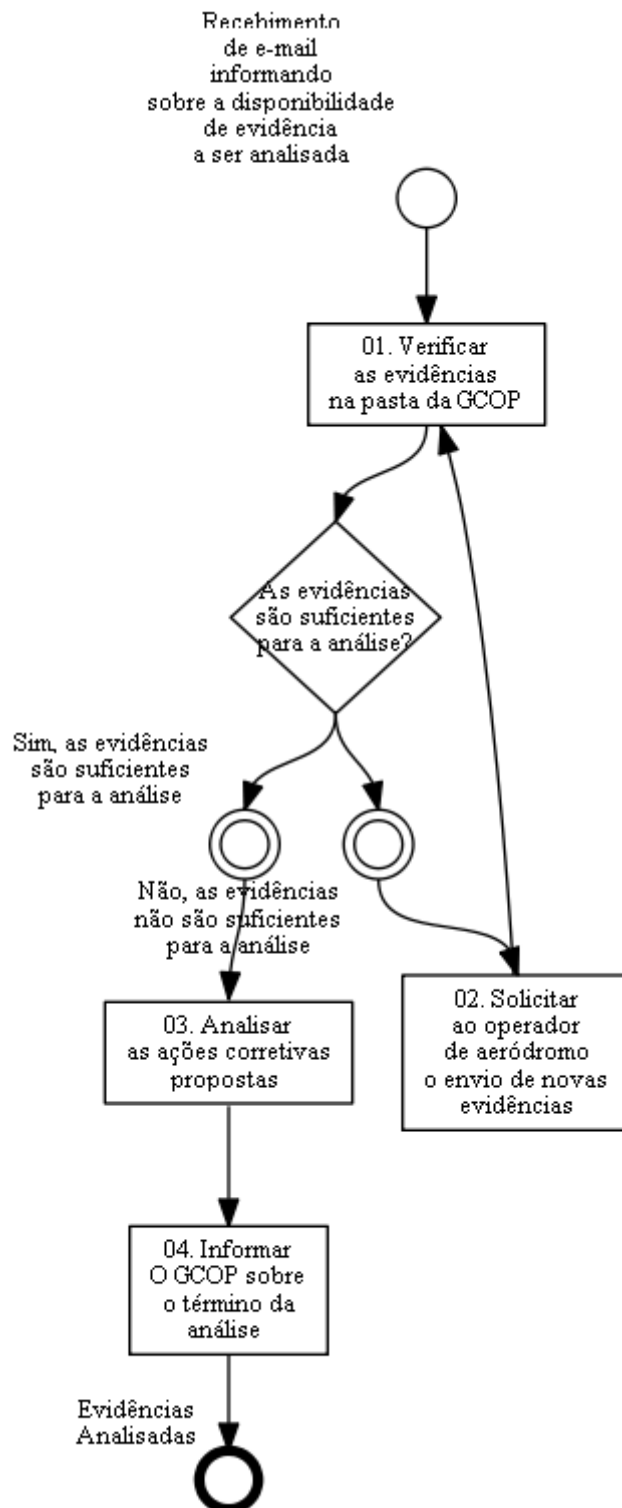 Recebimento
de e-mail
informando
sobre a disponibilidade
de evidência
a ser analisada
01. Verificar
as evidências
na pasta da GCOP
As evidências
são suficientes
para a análise?
Sim, as evidências
são suficientes
para a análise
Não, as evidências
não são suficientes
para a análise
02. Solicitar
ao operador
de aeródromo
o envio de novas
evidências
03. Analisar
as ações corretivas
propostas
04. Informar
O GCOP sobre
o término da
análise
Evidências
Analisadas